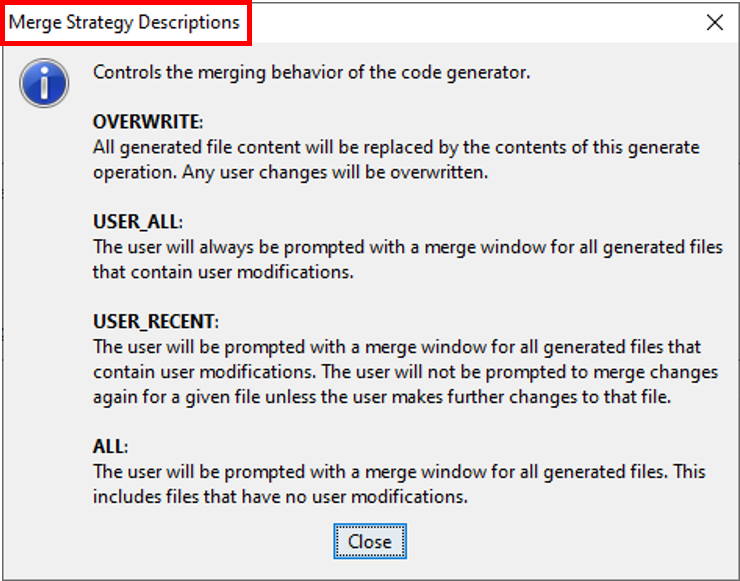 Merge Strategy Descriptions
Controls the merging behavior of the code generator.
OVERWRITE:
All generated file content will be replaced by the contents of this generate
operation. Any user changes will be overwritten.
USER_ALL:
The user will always be prompted with a merge window for all generated files
that contain user modifications.
USER_RECENT:
The user will be prompted with a merge window for all generated files that
contain user modifications. The user will not be prompted to merge changes
again for a given file unless the user makes further changes to that file.
ALL:
The user will be prompted with a merge window for all generated files. This
includes files that have no user modifications.
Close